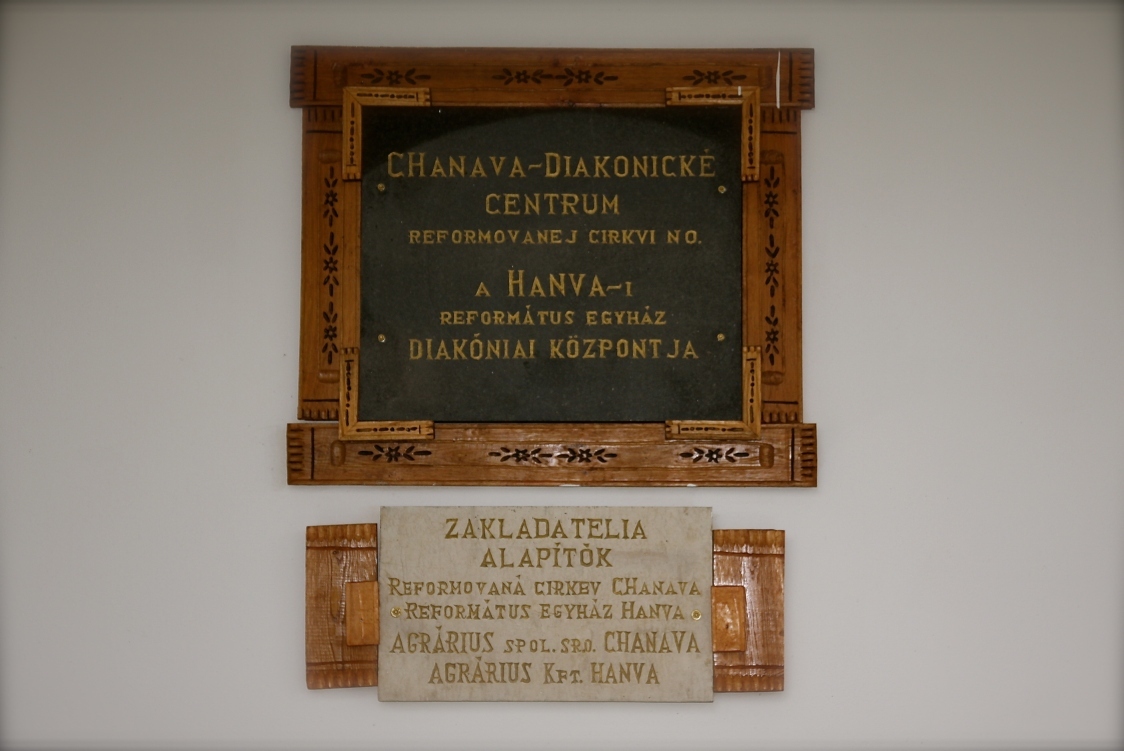 CHANAVA-DIAKONICKÉ
CENTRUM
REFORMOVANEJ CIRKVI N O.
A HANVA-I
REFORMÁTUS EGYHÁZ
DIAKÓNIAI KÖZPONTJA
ZAKLADATELIA
ALAPÍTÓK
REFORMOVANÁ CIRKEV CHANAVA
REFORMÁTUS EGYHÁZ HANVA
AGRÁRIUS SPOL. SRO. CHANAVA
AGRÁRIUS KFT. HANVA